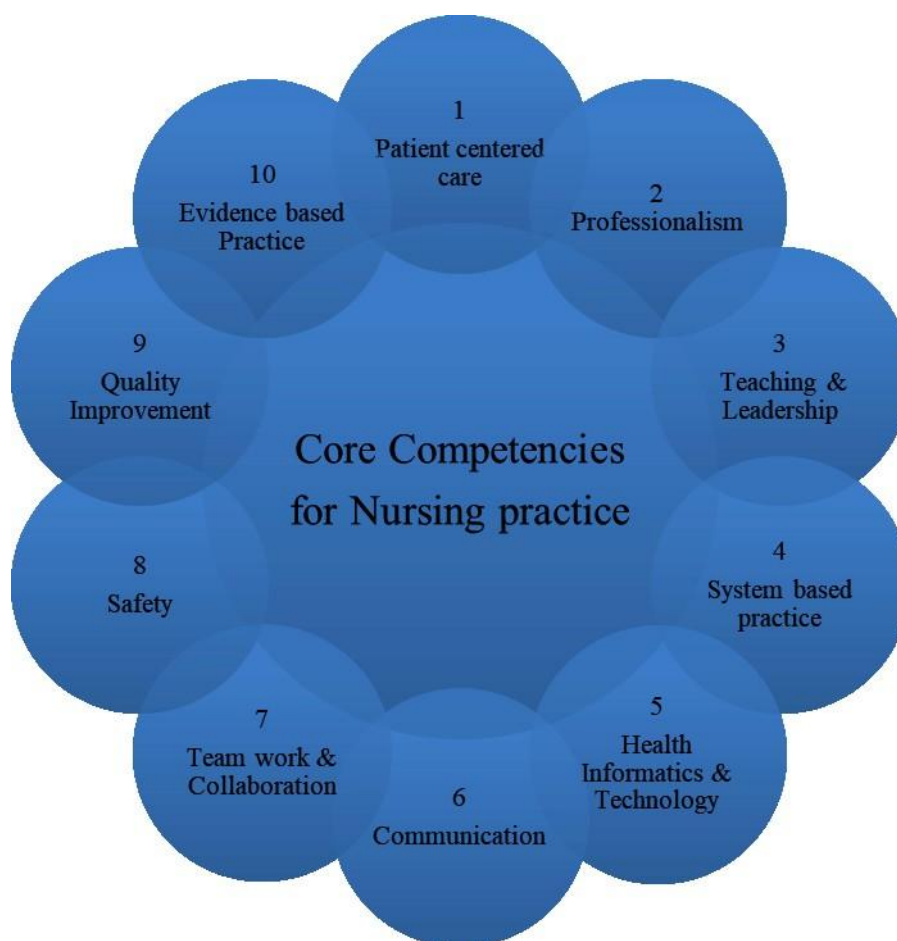 1
Patient centered
care
2
Professionalism
3
Teaching &
Leadership
4
System based
practice
5
Health
Informatics &
Technology
6
Communication
7
Team work &
Collaboration
8
Safety
9
Quality
Improvement
10
Evidence based
Practice
Core Competencies
for Nursing practice